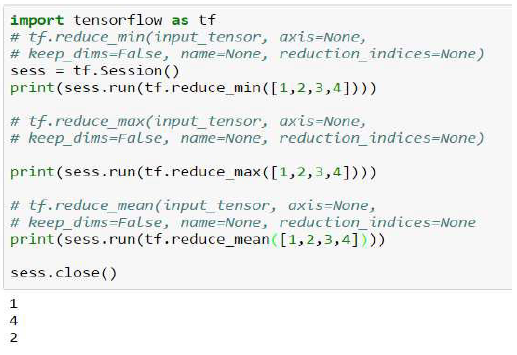 import tensorflow as tf
# tf.reduce_min(input_tensor, axis=None,
# keep_dims=False, name=None, reduction_indices=None)
sess = tf.Session()
print(sess.run(tf.reduce_min([1,2,3,4])))
# tf.reduce_max(input_tensor, axis=None,
# keep_dims=False, name=None, reduction_indices=None)
print(sess.run(tf.reduce_max([1,2,3,4])))
# tf.reduce_mean(input_tensor, axis=None,
# keep_dims=False, name=None, reduction_indices=None
print(sess.run(tf.reduce_mean([1,2,3,4])))
sess.close()
1
4
2